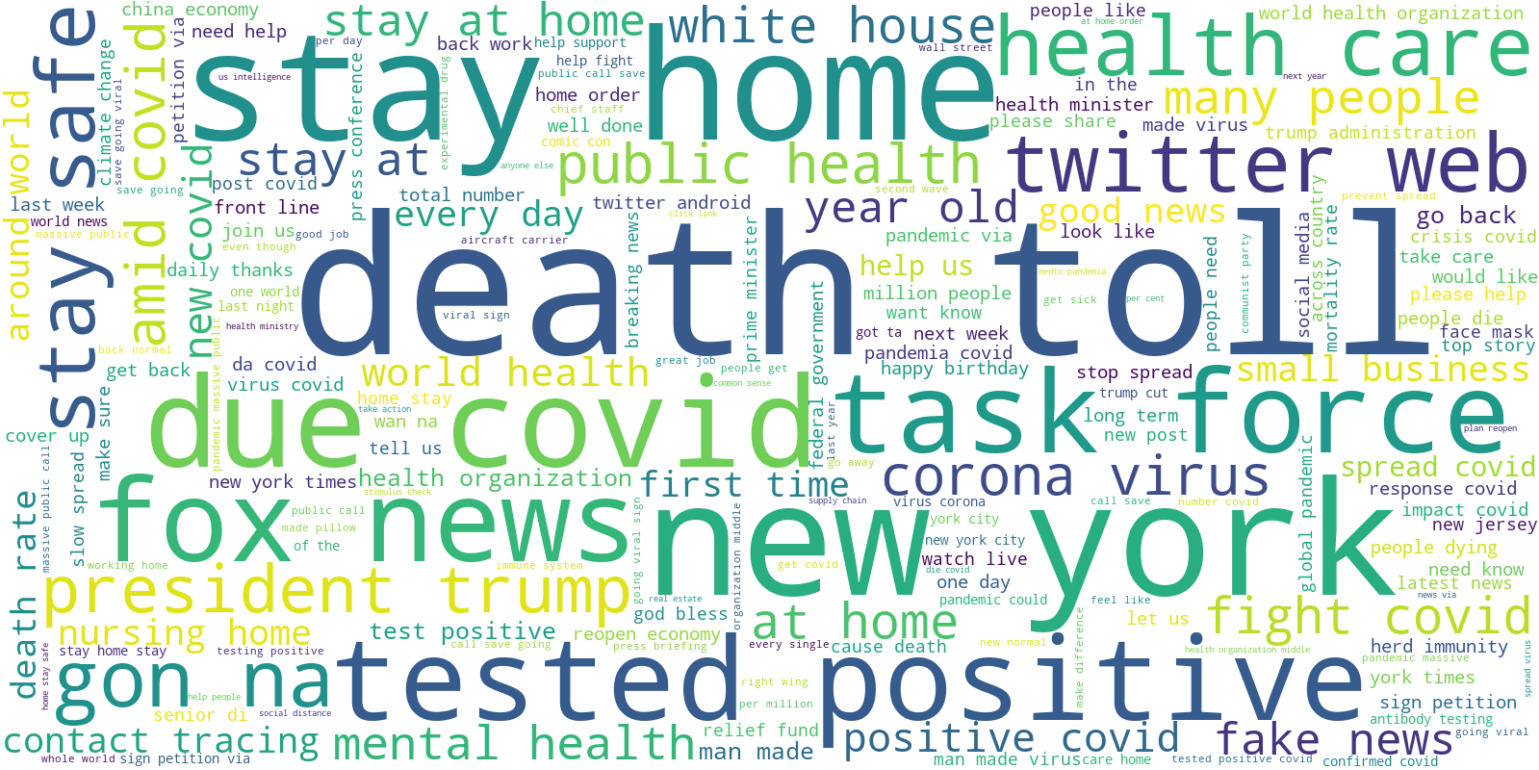 death toll
stay home
new york
tested positive
due covid
fox news
task force
stay safe
health care
twitter web
president trump
white house
gon na
amid covid
public health
many people
corona virus
stay at home
stay at
year old
new covid
world health
at home
fight covid
fake news
positive covid
mental health
contact tracing
nursing home
death rate
around world
every day
good news
help us
first time
small business
spread covid
health organization
china economy
need help
petition via
climate change
save going viral
last week
world news
massive public
save going
per day
us intelligence
back work
help support
help fight
public call save
home order
chief staff
well done
comic con
anyone else
experimental drug
press conference
wall street
people like
at home order
world health organization
next year
in the
health minister
please share
made virus
trump administration
prevent spread
second wave
post covid
front line
join us
good job
even though
daily thanks
one world
last night
health ministry
total number
twitter android
click link
aircraft carrier
breaking news
viral sign
pandemic via
look like
medio pandemia
million people
get sick
per cent
want know
got ta
next week
prime minister
pandemia covid
people need
communist party
social media
across country
mortality rate
go back
crisis covid
take care
would like
please help
people die
face mask
top story
back normal
get back
da covid
virus covid
pandemic massive public
home stay
take action
wan na
tell us
great job
people get
common sense
federal government
last year
go away
happy birthday
stop spread
trump cut
long term
new post
plan reopen
cover up
make sure
slow spread
massive public call
new york times
stimulus check
public call
made pillow
of the
working home
immune system
going viral sign
organization middle
supply chain
virus corona
call save
number covid
york city
new york city
watch live
get covid
die covid
one day
pandemic could
feel like
real estate
god bless
global pandemic
response covid
impact covid
new jersey
people dying
need know
latest news
news via
let us
stay home stay
testing positive
home stay safe
help people
senior di
social distance
test positive
reopen economy
call save going
press briefing
every single
cause death
new normal
right wing
per million
make difference
health organization middle
herd immunity
pandemic massive
york times
spread virus
sign petition
antibody testing
going viral
whole world
sign petition via
relief fund
man made
man made virus
care home
tested positive covid
confirmed covid